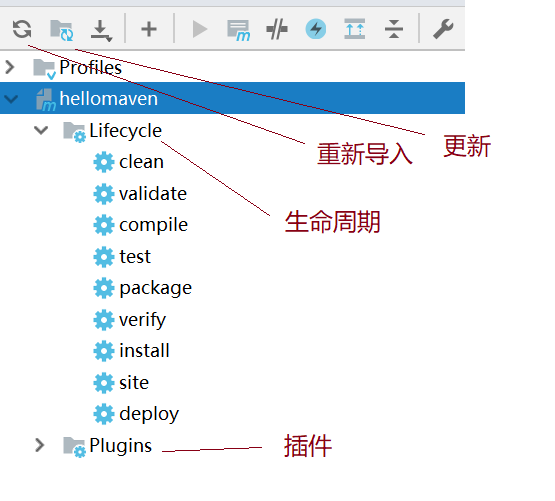 Profiles
hellomaven
Lifecycle
重新导入
更新
clean
validate
生命周期
compile
test
package
verify
install
site
deploy
Plugins
插件